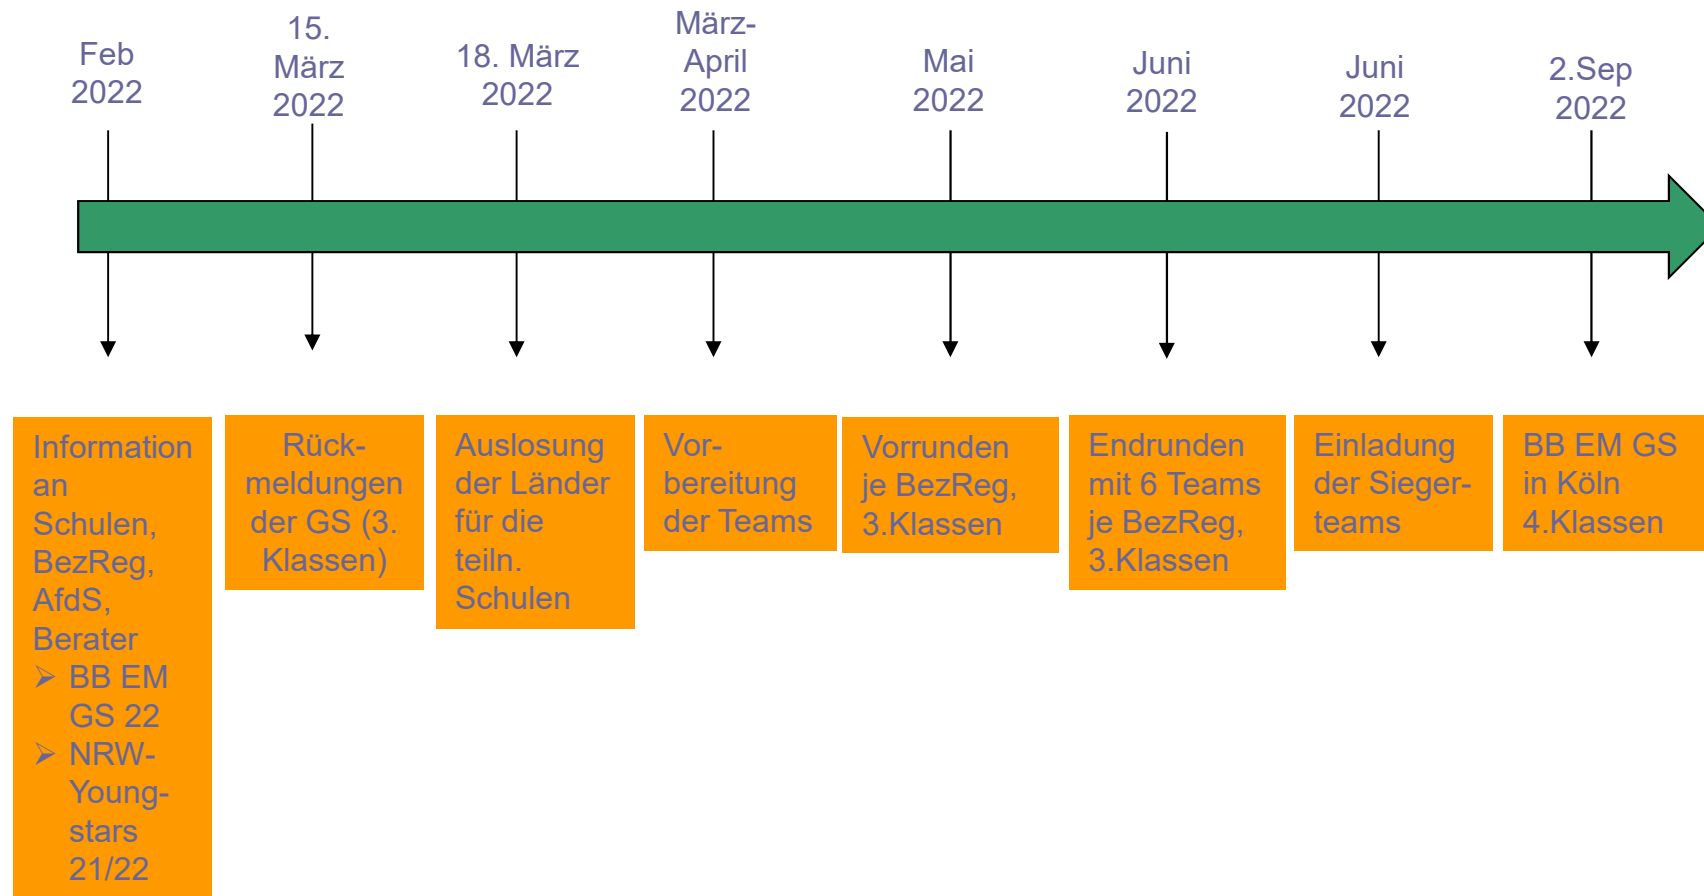 Feb
2022
15.
März
2022
18. März
2022
März-
April
2022
Mai
2022
Juni
2022
Juni
2022
2.Sep
2022
Information
an
Schulen,
BezReg,
AfdS,
Berater
➢ BB EM
GS 22
➢ NRW-
Young-
stars
21/22
Rück-
meldungen
der GS (3.
Klassen)
Auslosung
der Länder
für die
teiln.
Schulen
Vor-
bereitung
der Teams
Vorrunden
je BezReg,
3.Klassen
Endrunden
mit 6 Teams
je BezReg,
3.Klassen
Einladung
der Sieger-
teams
BB EM GS
in Köln
4.Klassen